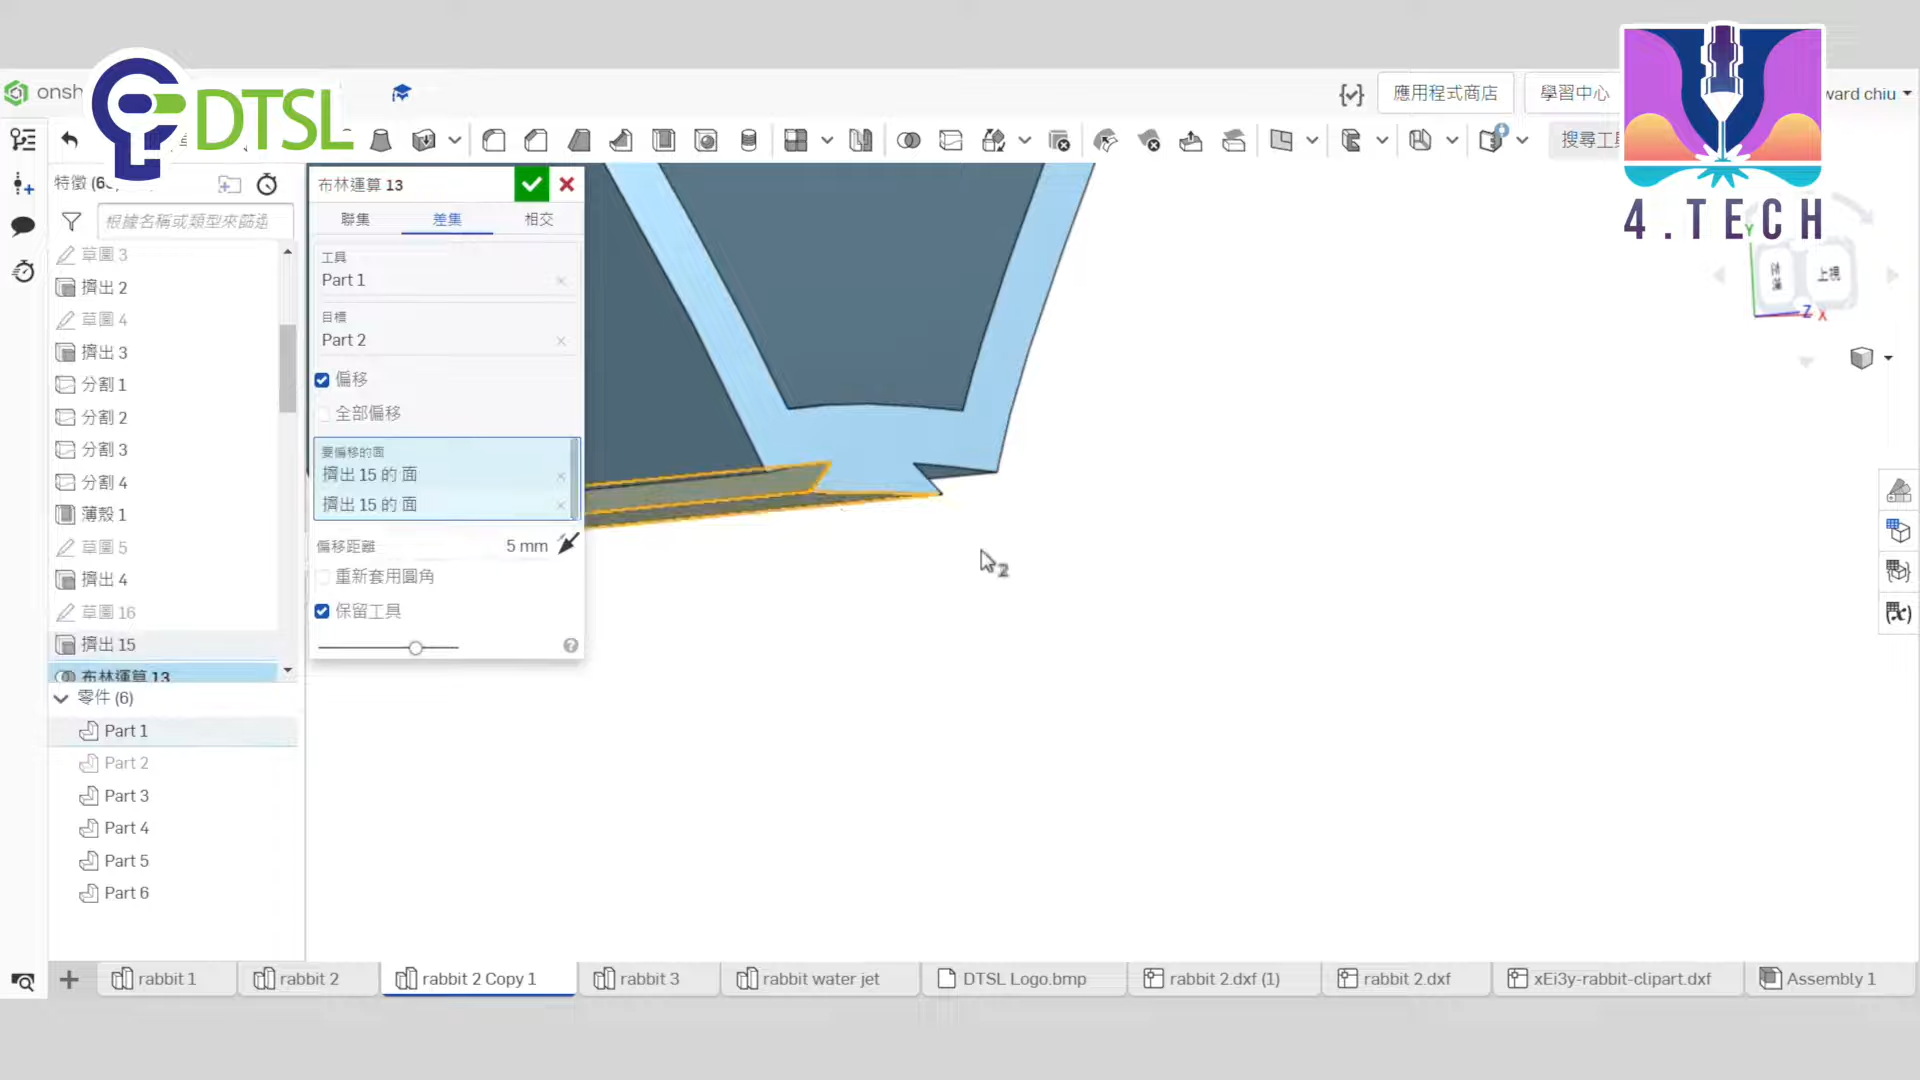 DTSL
4.TECH
onsh
應用程式商店
學習中心
ward chiu
搜尋工
特徵 (6
根據名稱或類型來篩選
草圖 3
擠出 2
草圖 4
擠出 3
分割 1
分割 2
分割 3
分割 4
薄殼 1
草圖 5
擠出 4
草圖 16
擠出 15
布林運算 13
零件 (6)
Part 1
Part 2
Part 3
Part 4
Part 5
Part 6
布林運算 13
聯集
差集
相交
工具
Part 1
目標
Part 2
偏移
全部偏移
要偏移的面
擠出 15 的 面
擠出 15 的 面
偏移距離
5 mm
重新套用圓角
保留工具
2
Y
上視
Z
X
rabbit 1
rabbit 2
rabbit 2 Copy 1
rabbit 3
rabbit water jet
DTSL Logo.bmp
rabbit 2.dxf (1)
rabbit 2.dxf
xEi3y-rabbit-clipart.dxf
Assembly 1